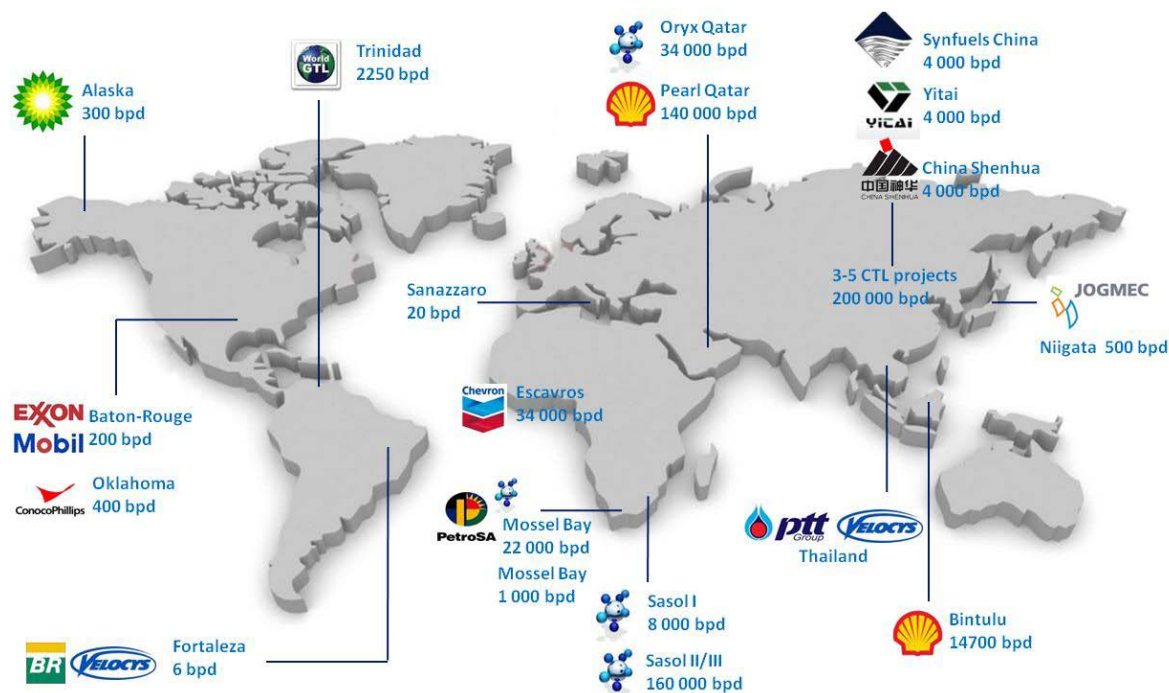 World
GTL
Trinidad
2250 bpd
Alaska
300 bpd
Oryx Qatar
34 000 bpd
Pearl Qatar
140 000 bpd
Synfuels China
4 000 bpd
YiTAi
Yitai
4 000 bpd
中国神华
CHINA SHENHUA
China Shenhua
4 000 bpd
3-5 CTL projects
200 000 bpd
JOGMEC
Niigata 500 bpd
Sanazzaro
20 bpd
Chevron
Escavros
34 000 bpd
EXXON
Mobil
Baton-Rouge
200 bpd
ConocoPhillips
Oklahoma
400 bpd
PetroSA
Mossel Bay
22 000 bpd
Mossel Bay
1 000 bpd
Sasol I
8 000 bpd
Sasol II/III
160 000 bpd
ptt
Group
VELOCYS
Thailand
Bintulu
14700 bpd
BR
VELOCYS
Fortaleza
6 bpd